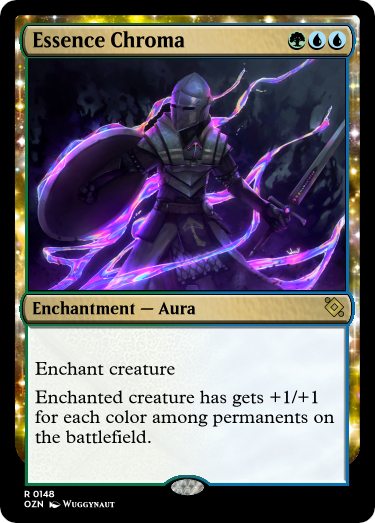 Essence Chroma
Enchantment — Aura
Enchant creature
Enchanted creature has gets +1/+1
for each color among permanents on
the battlefield.
R 0148
OZN Wuggynaut